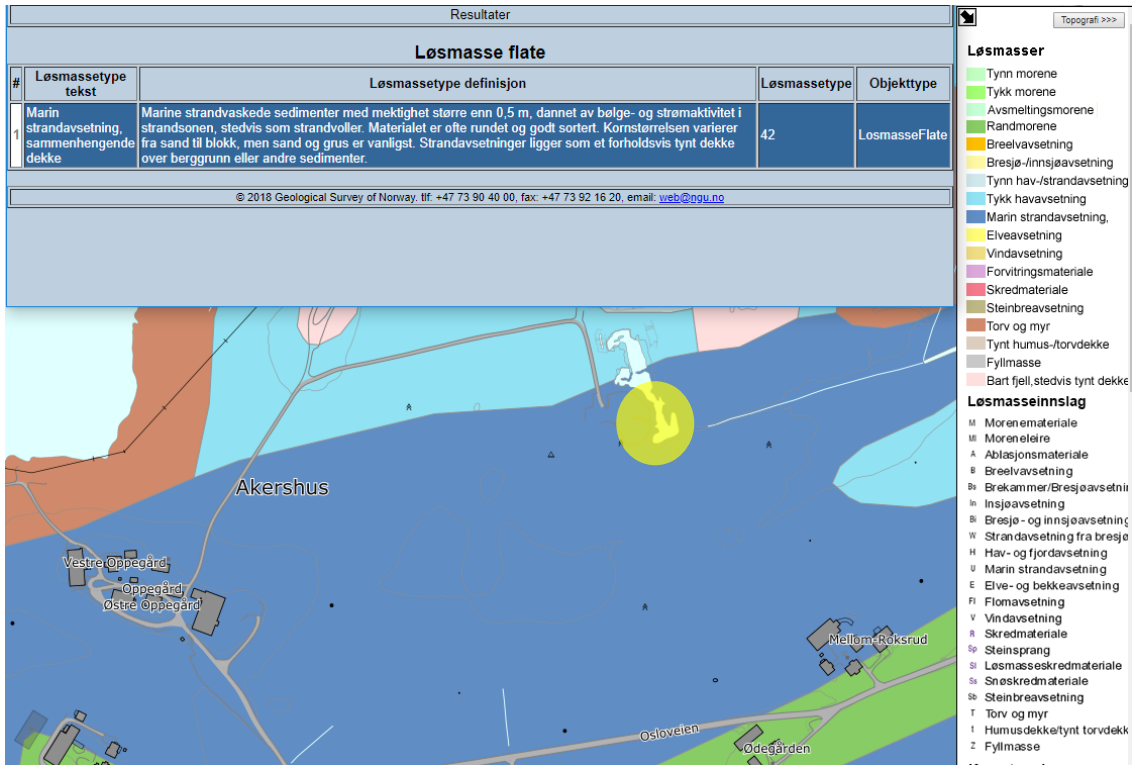 Resultater
Løsmasse flate
# Løsmassetype tekst Løsmassetype definisjon Løsmassetype Objekttype
1
Marin
strandavsetning,
sammenhengende
dekke
Marine strandvaskede sedimenter med mektighet større enn 0,5 m, dannet av bølge- og strømaktivitet i
strandsonen, stedvis som strandvoller. Materialet er ofte rundet og godt sortert. Kornstørrelsen varierer
fra sand til blokk, men sand og grus er vanligst. Strandavsetninger ligger som et forholdsvis tynt dekke
over berggrunn eller andre sedimenter.
42
LosmasseFlate
© 2018 Geological Survey of Norway. tlf: +47 73 90 40 00, fax: +47 73 92 16 20, email: web@ngu.no
Akershus
Vestre Oppegård
Oppegård
Østre Oppegård
Mellom-Roksrud
Osloveien
Ødegården
Topografi >>>
Løsmasser
Tynn morene
Tykk morene
Avsmeltingsmorene
Randmorene
Breelvavsetning
Bresjø-/innsjøavsetning
Tynn hav-/strandavsetning
Tykk havavsetning
Marin strandavsetning,
Elveavsetning
Vindavsetning
Forvitringsmateriale
Skredmateriale
Steinbreavsetning
Torv og myr
Tynt humus-/torvdekke
Fyllmasse
Bart fjell,stedvis tynt dekke
Løsmasseinnslag
M Morenemateriale
Ml Moreneleire
A Ablasjonsmateriale
B Breelvavsetning
Bs Brekammer/Bresjøavsetnin
In Insjøavsetning
Bi Bresjø- og innsjøavsetning
W Strandavsetning fra bresjø
H Hav- og fjordavsetning
U Marin strandavsetning
E Elve- og bekkeavsetning
Fl Flomavsetning
V Vindavsetning
R Skredmateriale
Sp Steinsprang
Sl Løsmasseskredmateriale
Ss Snøskredmateriale
Sb Steinbreavsetning
T Torv og myr
t Humusdekke/tynt torvdekk
Z Fyllmasse